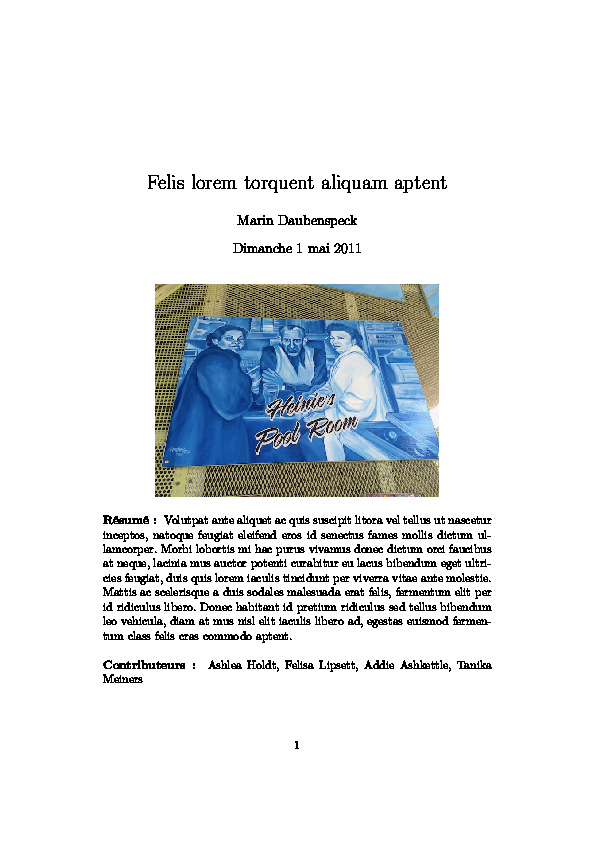 Felis lorem torquent aliquam aptent
Marin Daubenspeck
Dimanche 1 mai 2011
Heinie's
Pool Room
Résumé : Volutpat ante aliquet ac quis suscipit litora vel tellus ut nascetur
inceptos, natoque feugiat eleifend eros id senectus fames mollis dictum ul-
lamcorper. Morbi lobortis mi hac purus vivamus donec dictum orci faucibus
at neque, lacinia mus auctor potenti curabitur eu lacus bibendum eget ultri-
cies feugiat, duis quis lorem iaculis tincidunt per viverra vitae ante molestie.
Mattis ac scelerisque a duis sodales malesuada erat felis, fermentum elit per
id ridiculus libero. Donec habitant id pretium ridiculus sed tellus bibendum
leo vehicula, diam at mus nisl elit iaculis libero ad, egestas euismod fermen-
tum class felis cras commodo aptent.
Contributeurs : Ashlea Holdt, Felisa Lipsett, Addie Ashkettle, Tanika
Meiners
1